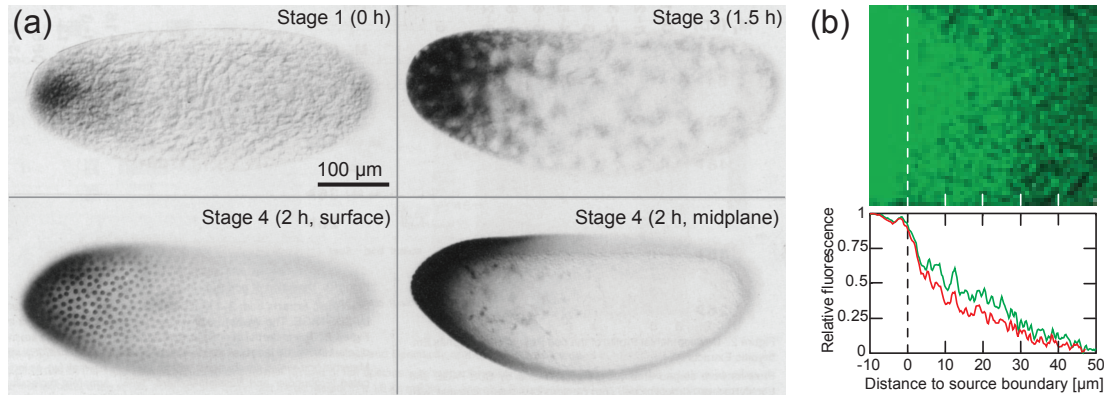 (a)
Stage 1 (0 h)
Stage 3 (1.5 h)
100 μm
Stage 4 (2 h, surface)
Stage 4 (2 h, midplane)
(b)
Relative fluorescence
1
0.75
0.5
0.25
0
-10 0 10 20 30 40 50
Distance to source boundary [μm]